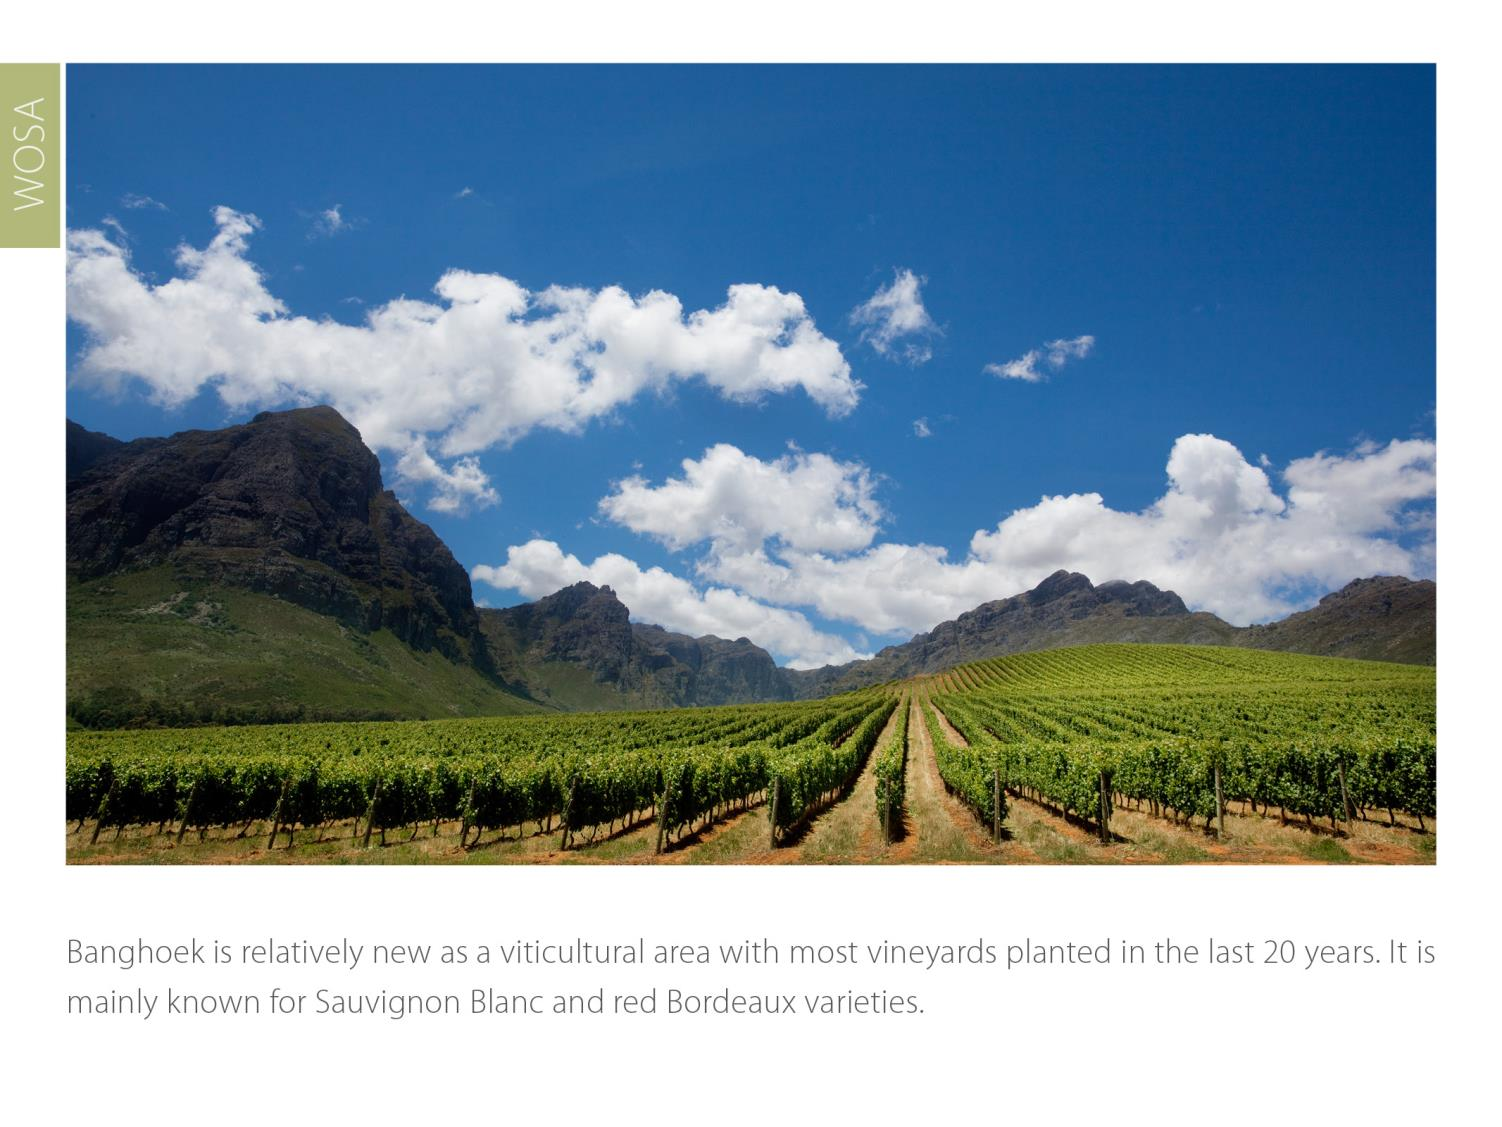 WOSA
Banghoek is relatively new as a viticultural area with most vineyards planted in the last 20 years. It is
mainly known for Sauvignon Blanc and red Bordeaux varieties.